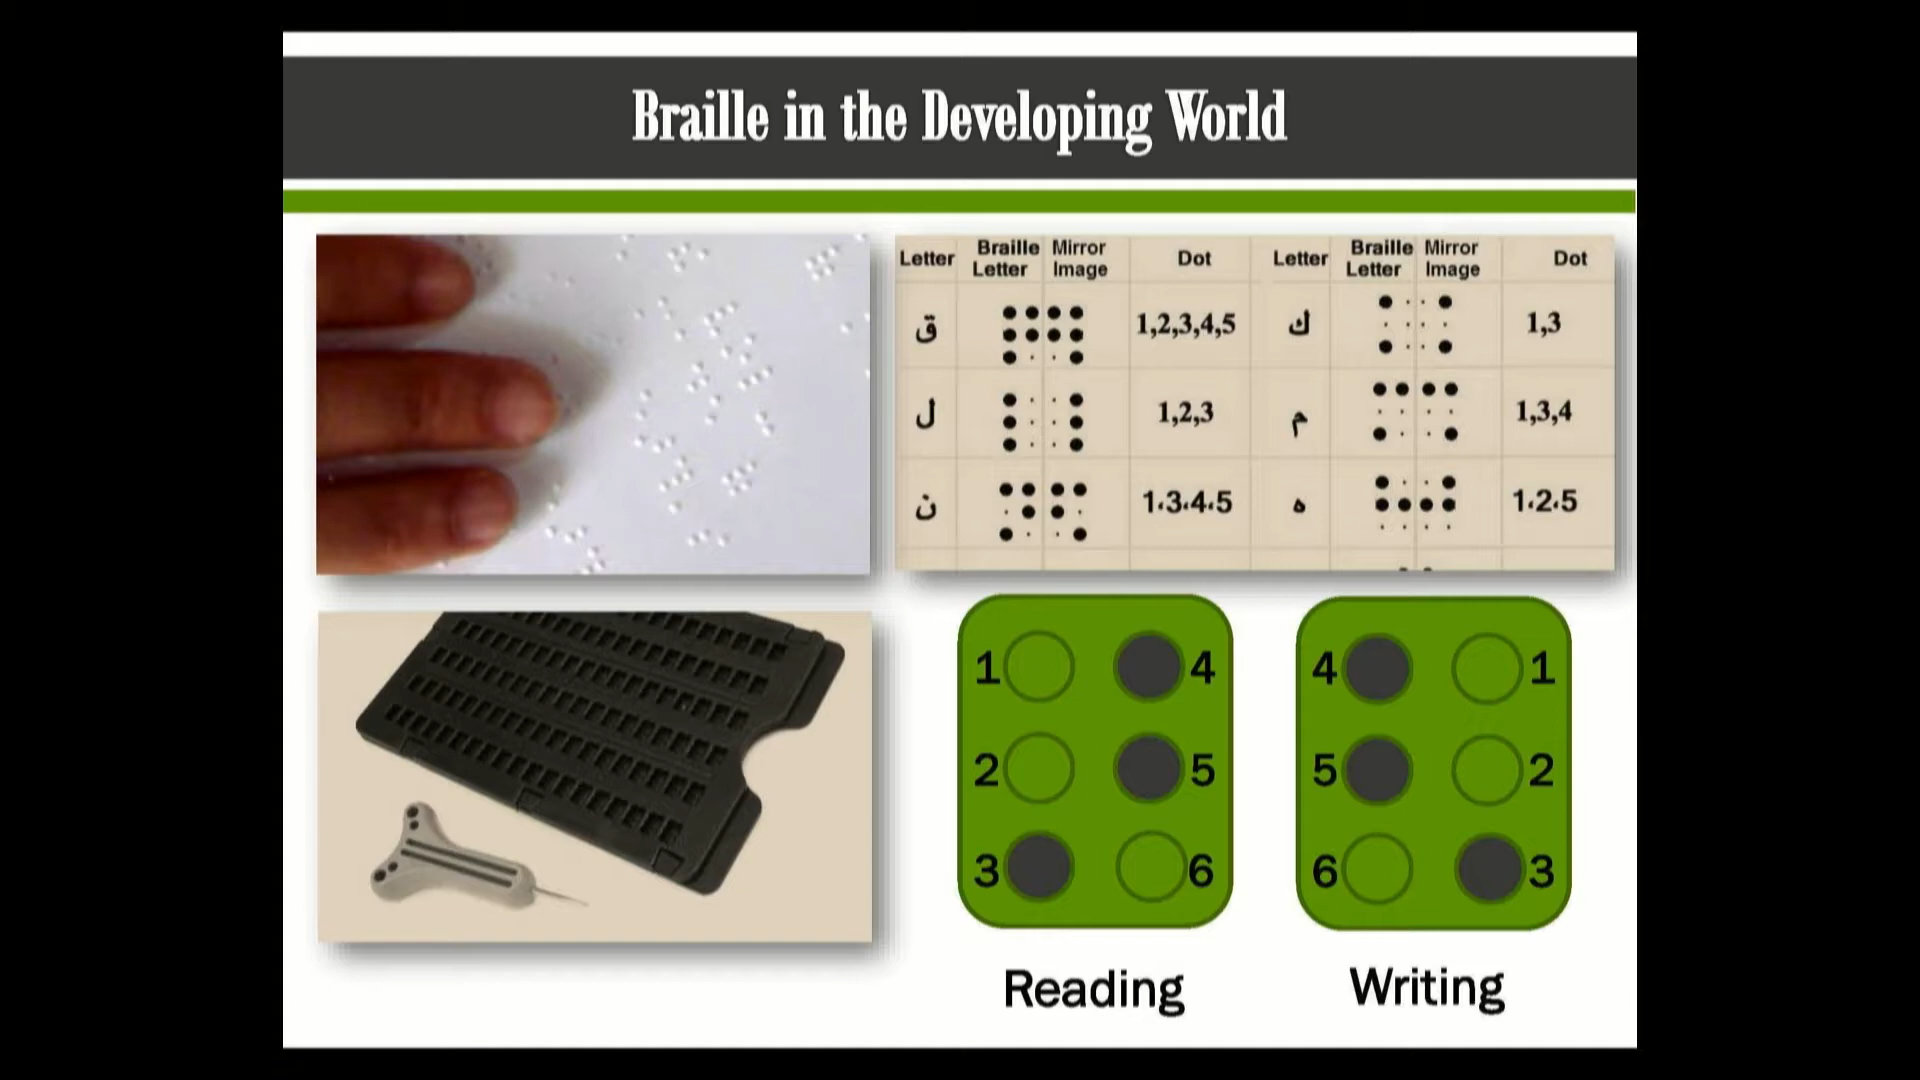 Braille in the Developing World
Letter Braille Letter Mirror Image Dot Letter Braille Letter Mirror Image Dot
ق 1,2,3,4,5 ك 1,3
ل 1,2,3 م 1,3,4
ن 1،3،4،5 ه 1،2،5
1 4
2 5
3 6
Reading
4 1
5 2
6 3
Writing